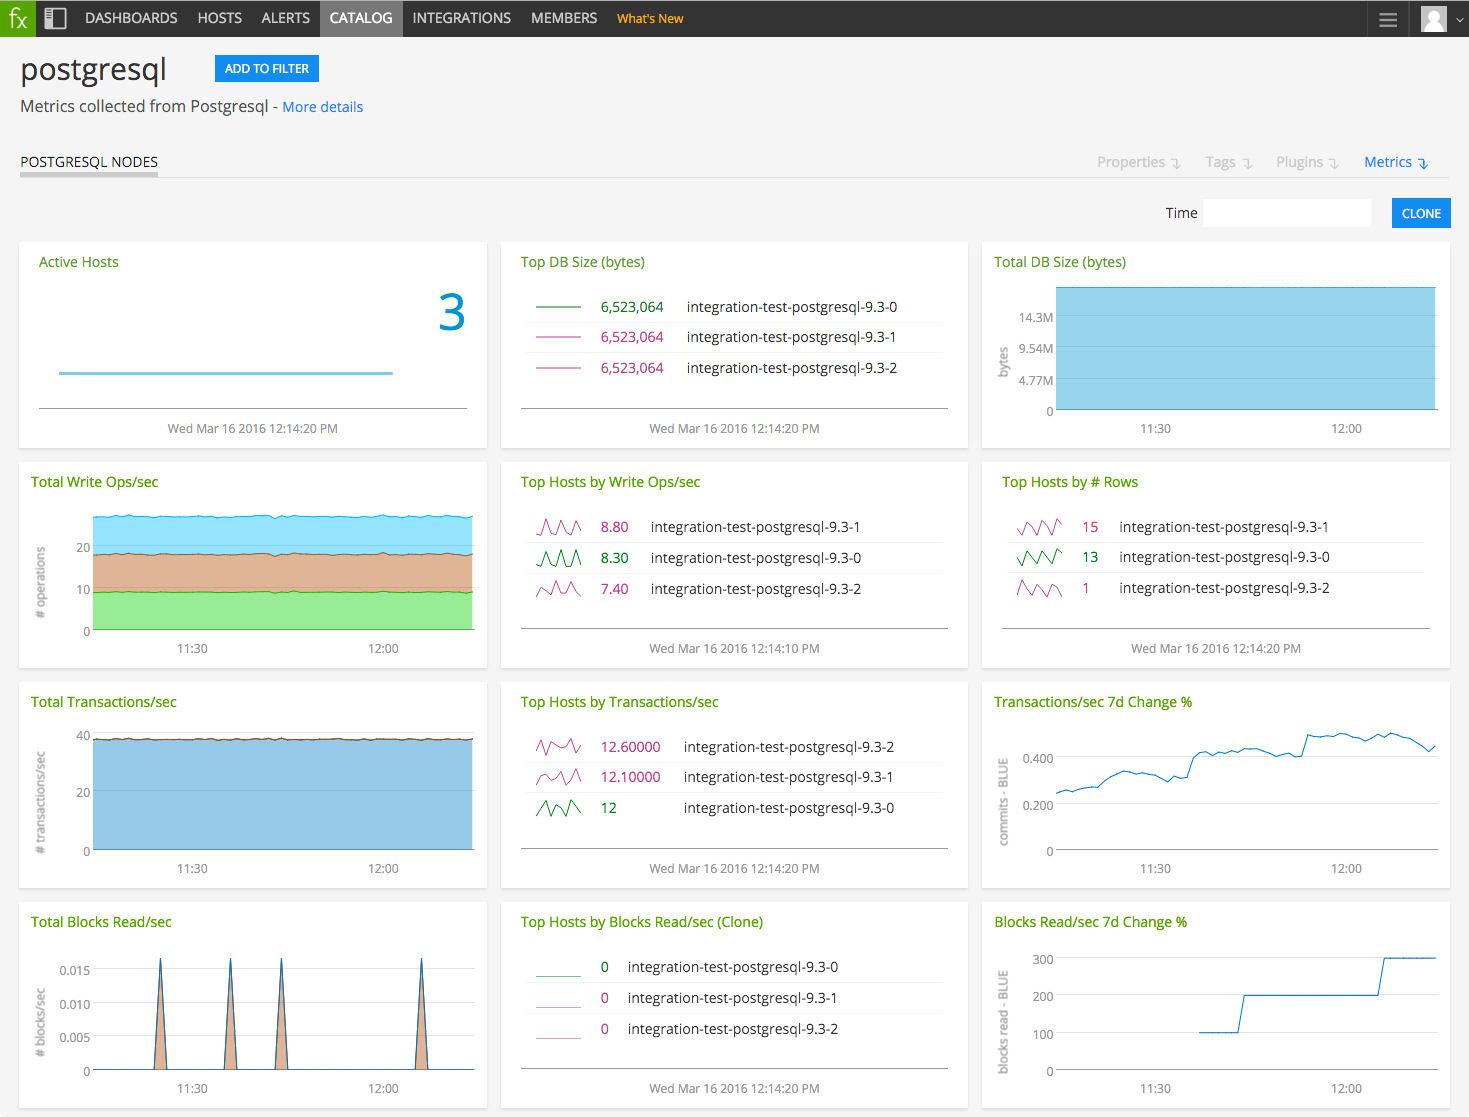 fx DASHBOARDS HOSTS ALERTS CATALOG INTEGRATIONS MEMBERS What's New
postgresql ADD TO FILTER
Metrics collected from Postgresql - More details
POSTGRESQL NODES Properties Tags Plugins Metrics
Time CLONE
Active Hosts
3
Wed Mar 16 2016 12:14:20 PM
Top DB Size (bytes)
6,523,064 integration-test-postgresql-9.3-0
6,523,064 integration-test-postgresql-9.3-1
6,523,064 integration-test-postgresql-9.3-2
Wed Mar 16 2016 12:14:20 PM
Total DB Size (bytes)
bytes
14.3M
9.54M
4.77M
0
11:30 12:00
Total Write Ops/sec
# operations
20
10
0
11:30 12:00
Top Hosts by Write Ops/sec
8.80 integration-test-postgresql-9.3-1
8.30 integration-test-postgresql-9.3-0
7.40 integration-test-postgresql-9.3-2
Wed Mar 16 2016 12:14:10 PM
Top Hosts by # Rows
15 integration-test-postgresql-9.3-1
13 integration-test-postgresql-9.3-0
1 integration-test-postgresql-9.3-2
Wed Mar 16 2016 12:14:20 PM
Total Transactions/sec
# transactions/sec
40
20
0
11:30 12:00
Top Hosts by Transactions/sec
12.60000 integration-test-postgresql-9.3-2
12.10000 integration-test-postgresql-9.3-1
12 integration-test-postgresql-9.3-0
Wed Mar 16 2016 12:14:20 PM
Transactions/sec 7d Change %
commits - BLUE
0.400
0.200
0
11:30 12:00
Total Blocks Read/sec
# blocks/sec
0.015
0.010
0.005
0
11:30 12:00
Top Hosts by Blocks Read/sec (Clone)
0 integration-test-postgresql-9.3-0
0 integration-test-postgresql-9.3-1
0 integration-test-postgresql-9.3-2
Wed Mar 16 2016 12:14:20 PM
Blocks Read/sec 7d Change %
blocks read - BLUE
300
200
100
0
11:30 12:00